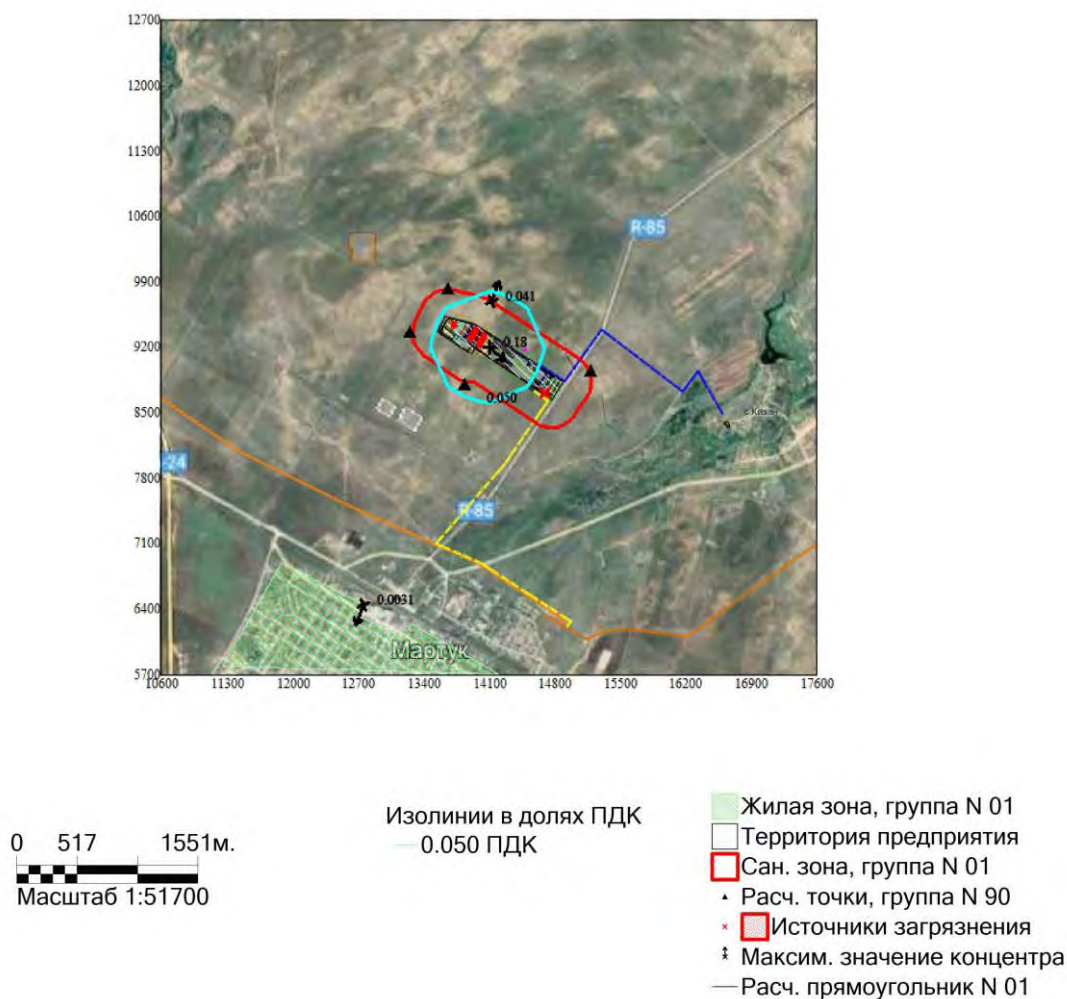 12700
12000
11300
10600
R-85
9900
0.041
9200
0.18
0.050
8500
-24
7800
R-85
7100
6400
0.0031
Мартук
5700
10600 11300 12000 12700 13400 14100 14800 15500 16200 16900 17600
0 517 1551м.
Масштаб 1:51700
Изолинии в долях ПДК
0.050 ПДК
Жилая зона, группа N 01
Территория предприятия
Сан. зона, группа N 01
Расч. точки, группа N 90
Источники загрязнения
Максим. значение концентра
Расч. прямоугольник N 01